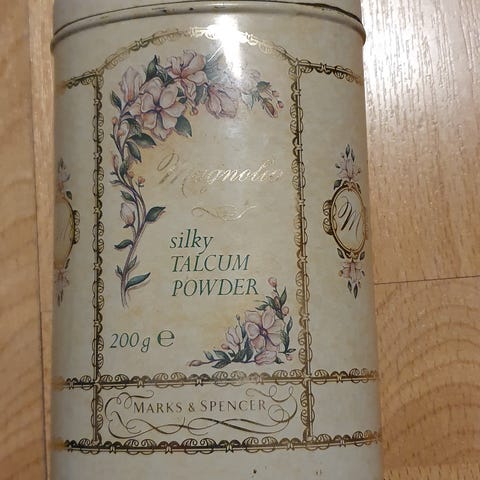 Magnolia
silky
TALCUM
POWDER
200g e
MARKS & SPENCER
M